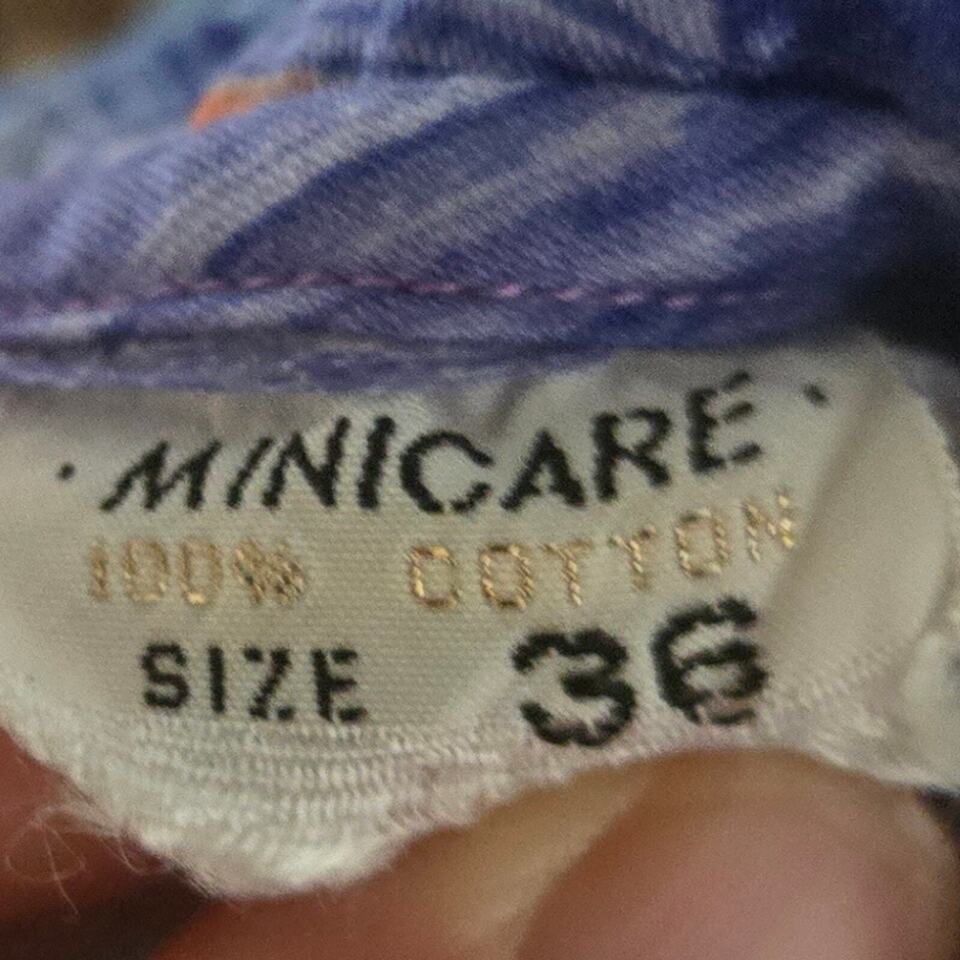 · MINICARE ·
100% COTTON
SIZE 36